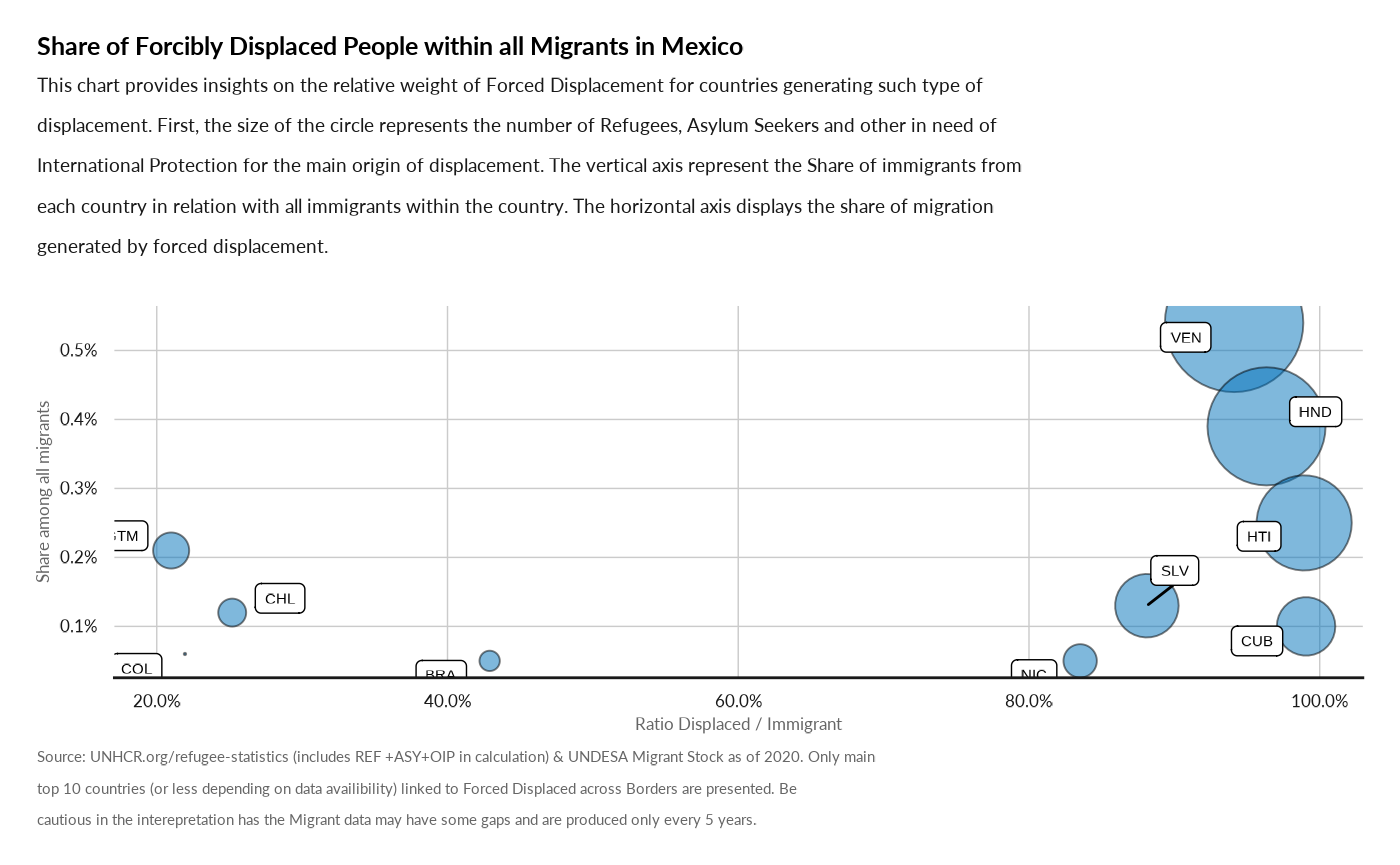 Share of Forcibly Displaced People within all Migrants in Mexico
This chart provides insights on the relative weight of Forced Displacement for countries generating such type of
displacement. First, the size of the circle represents the number of Refugees, Asylum Seekers and other in need of
International Protection for the main origin of displacement. The vertical axis represent the Share of immigrants from
each country in relation with all immigrants within the country. The horizontal axis displays the share of migration
generated by forced displacement.
VEN
0.5%
HND
0.4%
0.3%
HTI
0.2%
SLV
CHL
0.1%
CUB
COL
BRA
NIC
Share among all migrants
20.0%
40.0%
60.0%
80.0%
100.0%
Ratio Displaced / Immigrant
Source: UNHCR.org/refugee-statistics (includes REF +ASY+OIP in calculation) & UNDESA Migrant Stock as of 2020. Only main
top 10 countries (or less depending on data availibility) linked to Forced Displaced across Borders are presented. Be
cautious in the interepretation has the Migrant data may have some gaps and are produced only every 5 years.